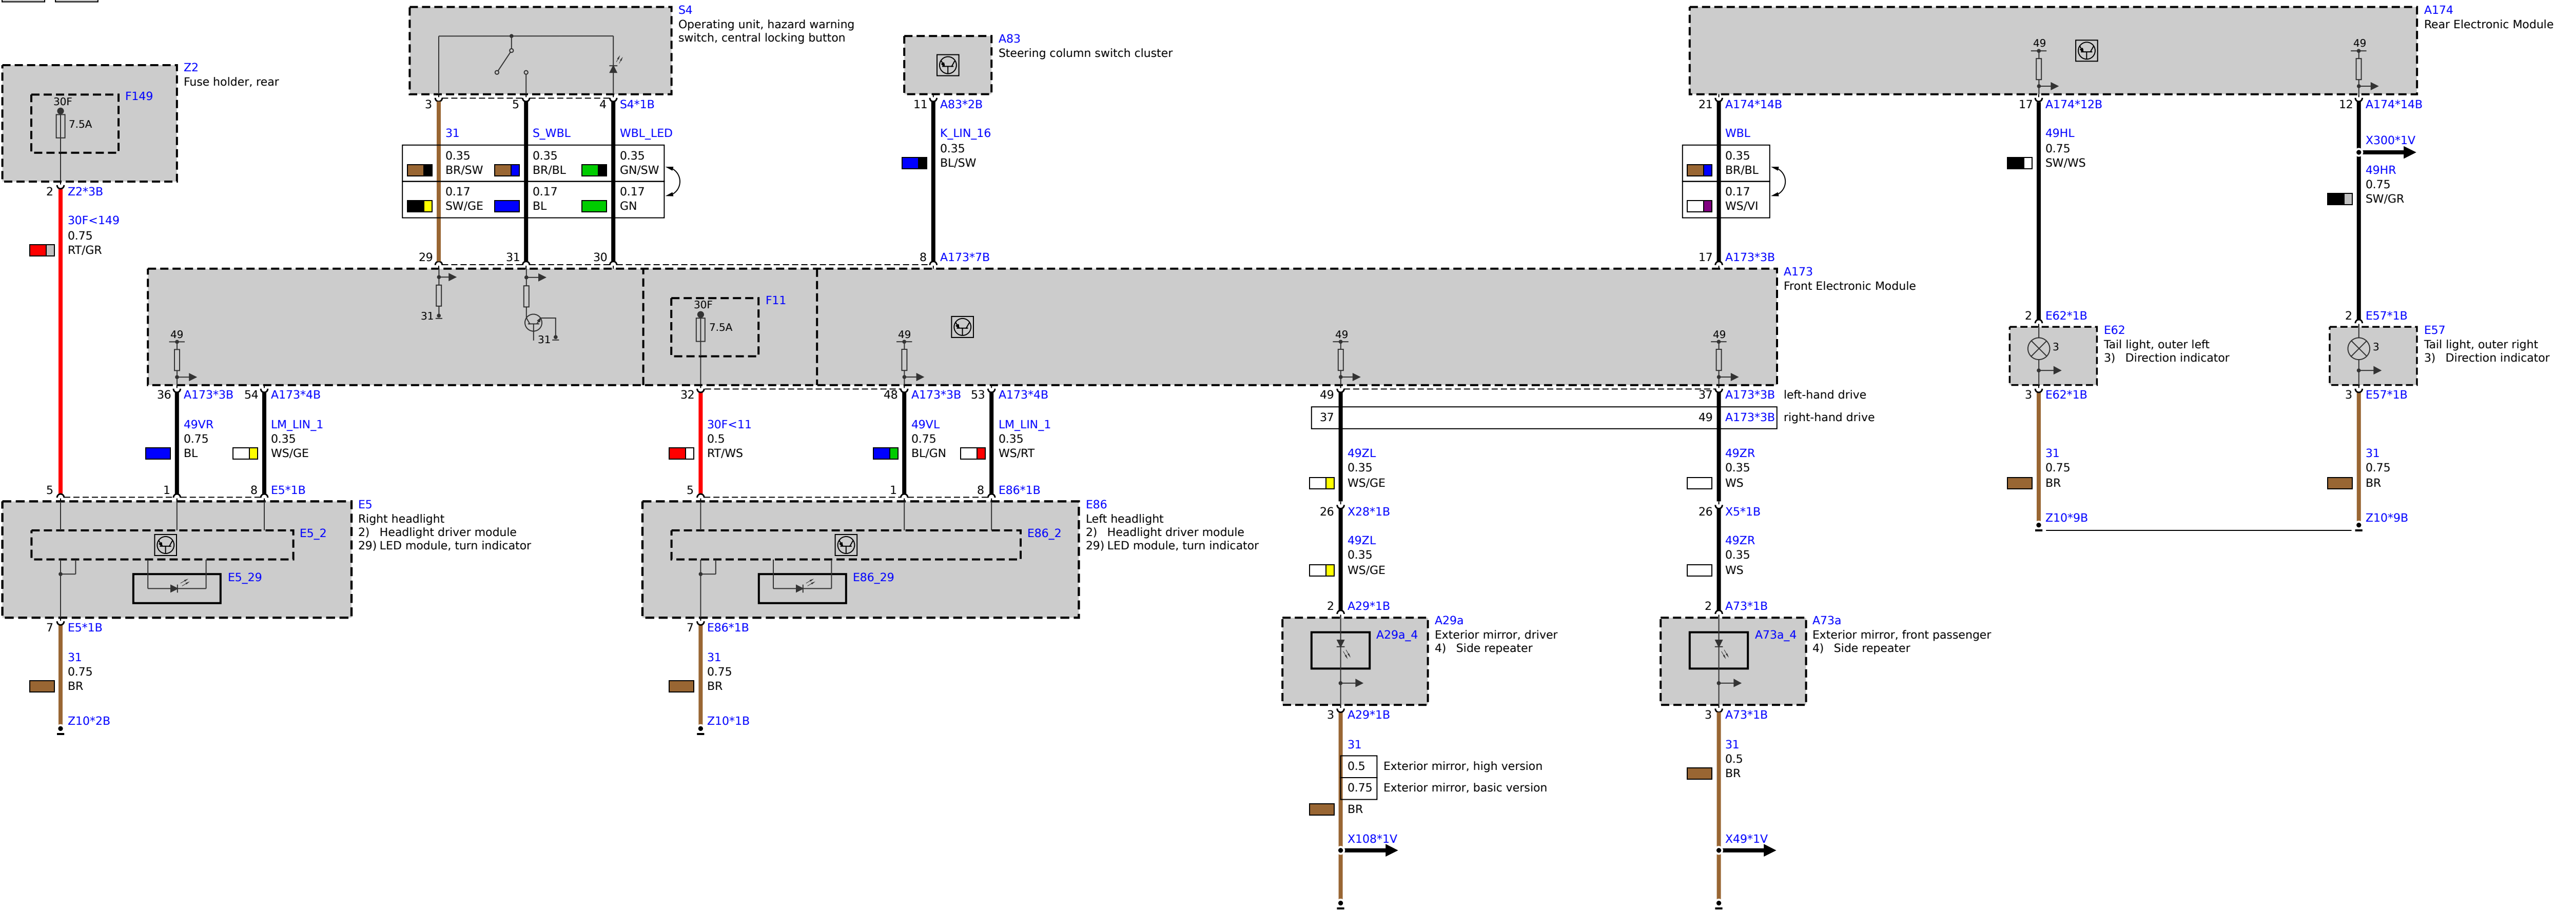 S4
Operating unit, hazard warning
switch, central locking button
A83
Steering column switch cluster
A174
Rear Electronic Module
49
49
Z2
Fuse holder, rear
F149
30F
7.5A
3
5
4
S4*1B
11
A83*2B
21
A174*14B
17
A174*12B
12
A174*14B
31
S_WBL
WBL_LED
K_LIN_16
0.35
BL/SW
WBL
49HL
0.75
SW/WS
X300*1V
49HR
0.75
SW/GR
0.35
BR/SW
0.35
BR/BL
0.35
GN/SW
0.17
SW/GE
0.17
BL
0.17
GN
0.35
BR/BL
0.17
WS/VI
2
Z2*3B
30F<149
0.75
RT/GR
29
31
30
8
A173*7B
17
A173*3B
A173
Front Electronic Module
31
31
F11
30F
7.5A
49
49
49
49
2
E62*1B
E62
Tail light, outer left
3) Direction indicator
3
2
E57*1B
E57
Tail light, outer right
3) Direction indicator
3
36
A173*3B
54
A173*4B
32
48
A173*3B
53
A173*4B
49
37
A173*3B
left-hand drive
37
49
A173*3B
right-hand drive
3
E62*1B
3
E57*1B
49VR
0.75
BL
LM_LIN_1
0.35
WS/GE
30F<11
0.5
RT/WS
49VL
0.75
BL/GN
LM_LIN_1
0.35
WS/RT
49ZL
0.35
WS/GE
49ZR
0.35
WS
31
0.75
BR
31
0.75
BR
5
1
8
E5*1B
5
1
8
E86*1B
26
X28*1B
26
X5*1B
Z10*9B
Z10*9B
E5
Right headlight
2) Headlight driver module
29) LED module, turn indicator
E5_2
E5_29
E86
Left headlight
2) Headlight driver module
29) LED module, turn indicator
E86_2
E86_29
49ZL
0.35
WS/GE
49ZR
0.35
WS
2
A29*1B
2
A73*1B
7
E5*1B
7
E86*1B
A29a
Exterior mirror, driver
4) Side repeater
A29a_4
A73a
Exterior mirror, front passenger
4) Side repeater
A73a_4
31
0.75
BR
31
0.75
BR
Z10*2B
Z10*1B
3
A29*1B
3
A73*1B
31
0.5
Exterior mirror, high version
0.75
Exterior mirror, basic version
BR
31
0.5
BR
X108*1V
X49*1V